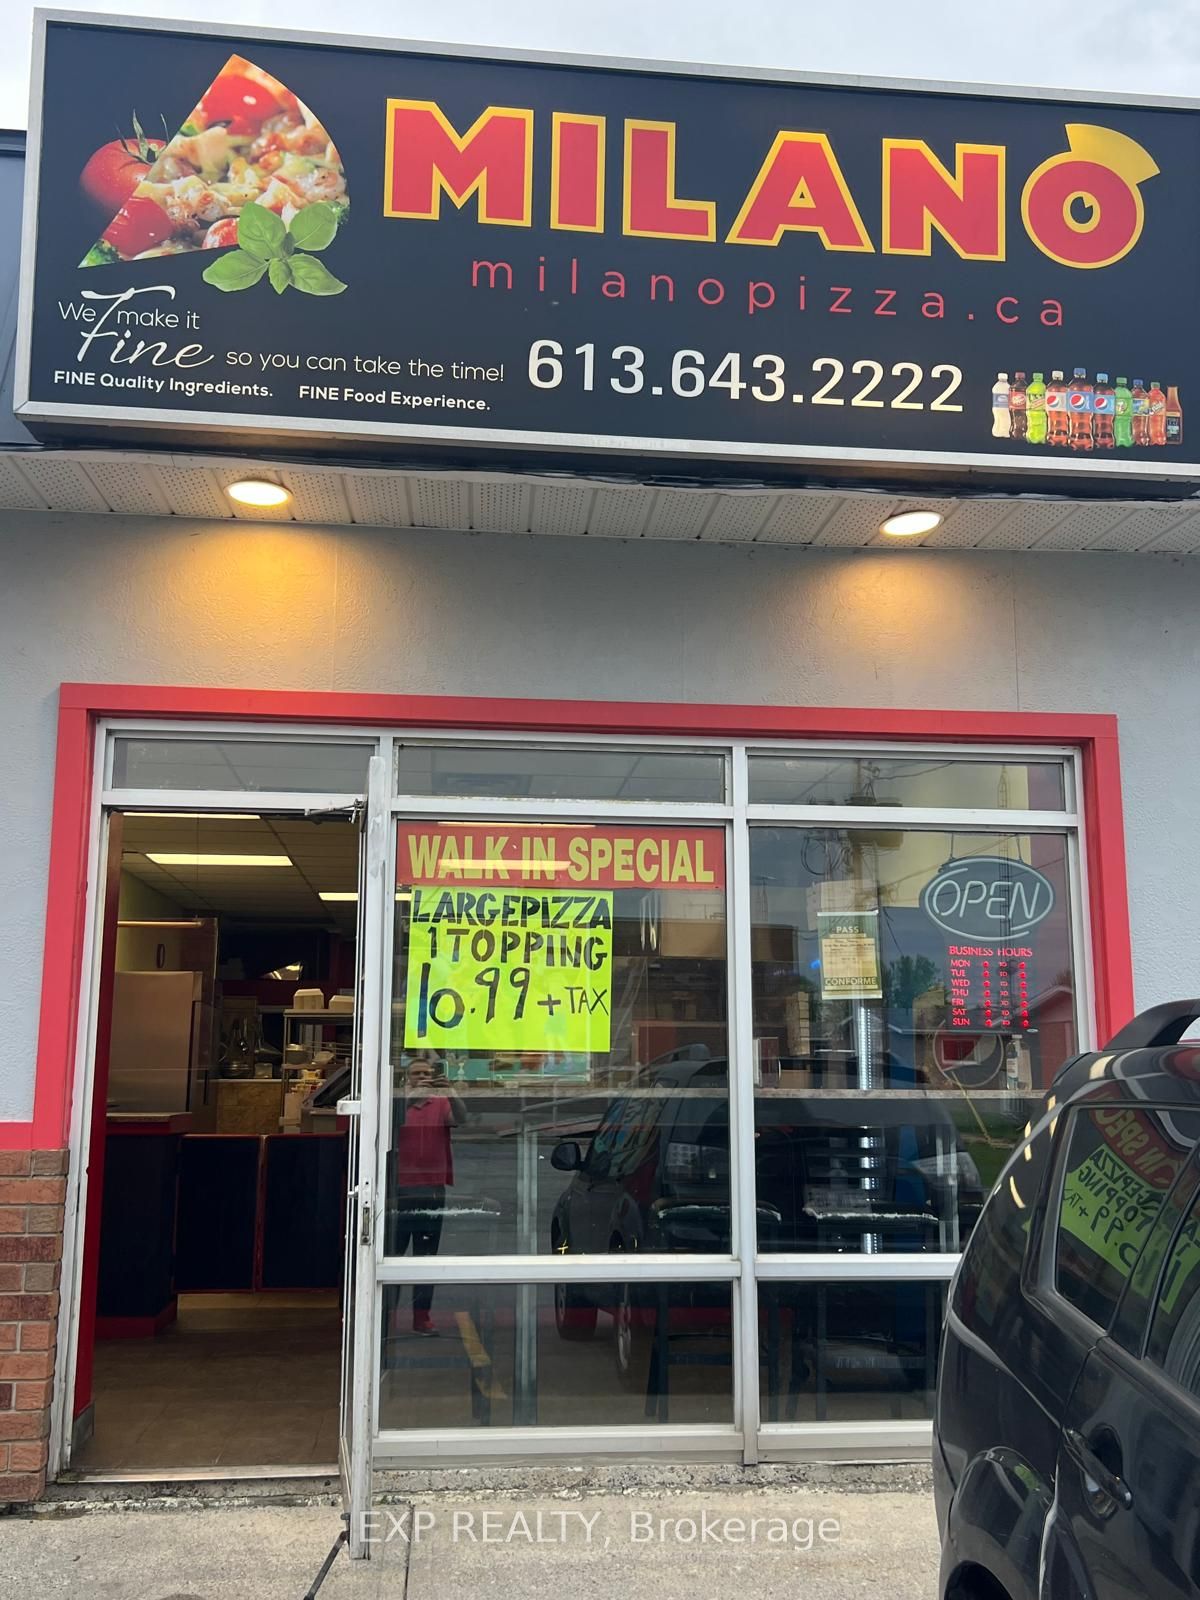 MILANO
milanopizza.ca
We make it
Fine so you can take the time!
FINE Quality Ingredients. FINE Food Experience.
613.643.2222
WALK IN SPECIAL
LARGE PIZZA
1 TOPPING
10.99 + TAX
PASS
CONFORME
OPEN
BUSINESS HOURS
MON
TUE
WED
THU
FRI
SAT
SUN
EXP REALTY, Brokerage